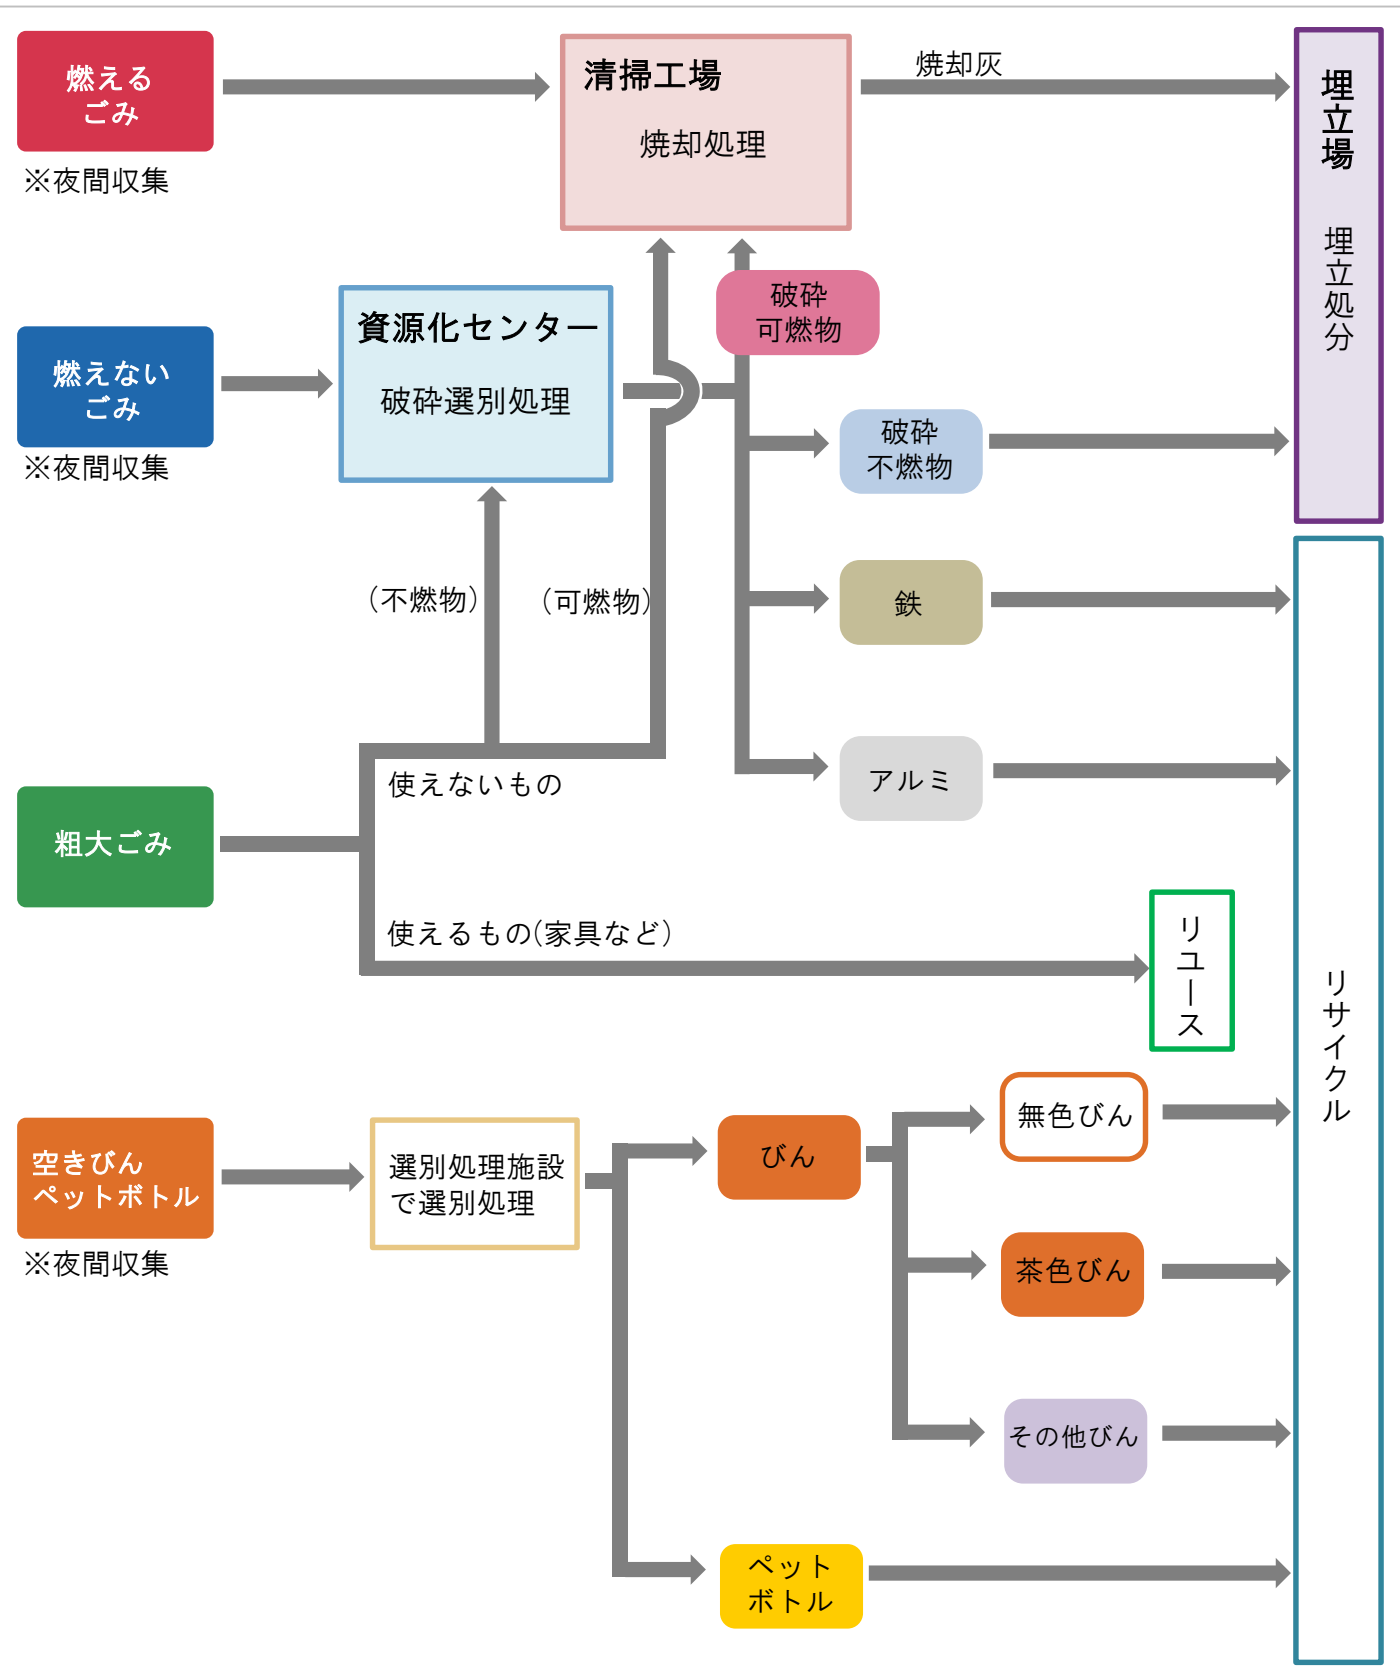 燃える
ごみ
※夜間収集
清掃工場
焼却処理
焼却灰
埋立場 埋立処分
燃えない
ごみ
※夜間収集
資源化センター
破砕選別処理
破砕
可燃物
破砕
不燃物
鉄
アルミ
（不燃物）
（可燃物）
粗大ごみ
使えないもの
使えるもの(家具など)
リユース
リサイクル
空きびん
ペットボトル
※夜間収集
選別処理施設
で選別処理
びん
無色びん
茶色びん
その他びん
ペット
ボトル